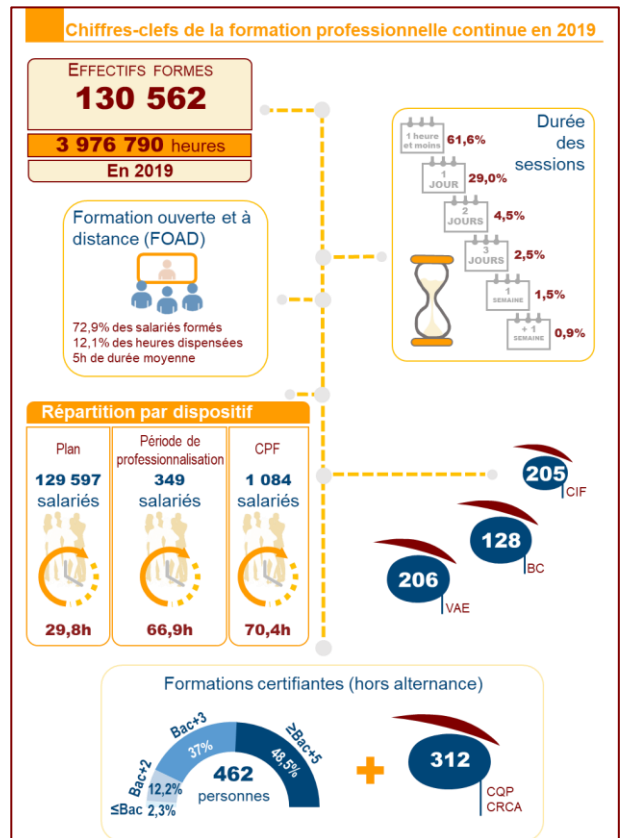 Chiffres-clefs de la formation professionnelle continue en 2019
EFFECTIFS FORMES
130 562
3 976 790 heures
En 2019
Durée
des
sessions
1 heure
et moins
61,6%
1
JOUR
29,0%
2
JOURS
4,5%
3
JOURS
2,5%
1
SEMAINE
1,5%
+ 1
SEMAINE
0,9%
Formation ouverte et à
distance (FOAD)
72,9% des salariés formés
12,1% des heures dispensées
5h de durée moyenne
Répartition par dispositif
Plan
129 597
salariés
29,8h
Période de
professionnalisation
349
salariés
66,9h
CPF
1 084
salariés
70,4h
205
CIF
128
BC
206
VAE
Formations certifiantes (hors alternance)
≤Bac
2,3%
Bac+2
12,2%
Bac+3
37%
≥Bac+5
48,5%
462
personnes
+
312
CQP
CRCA